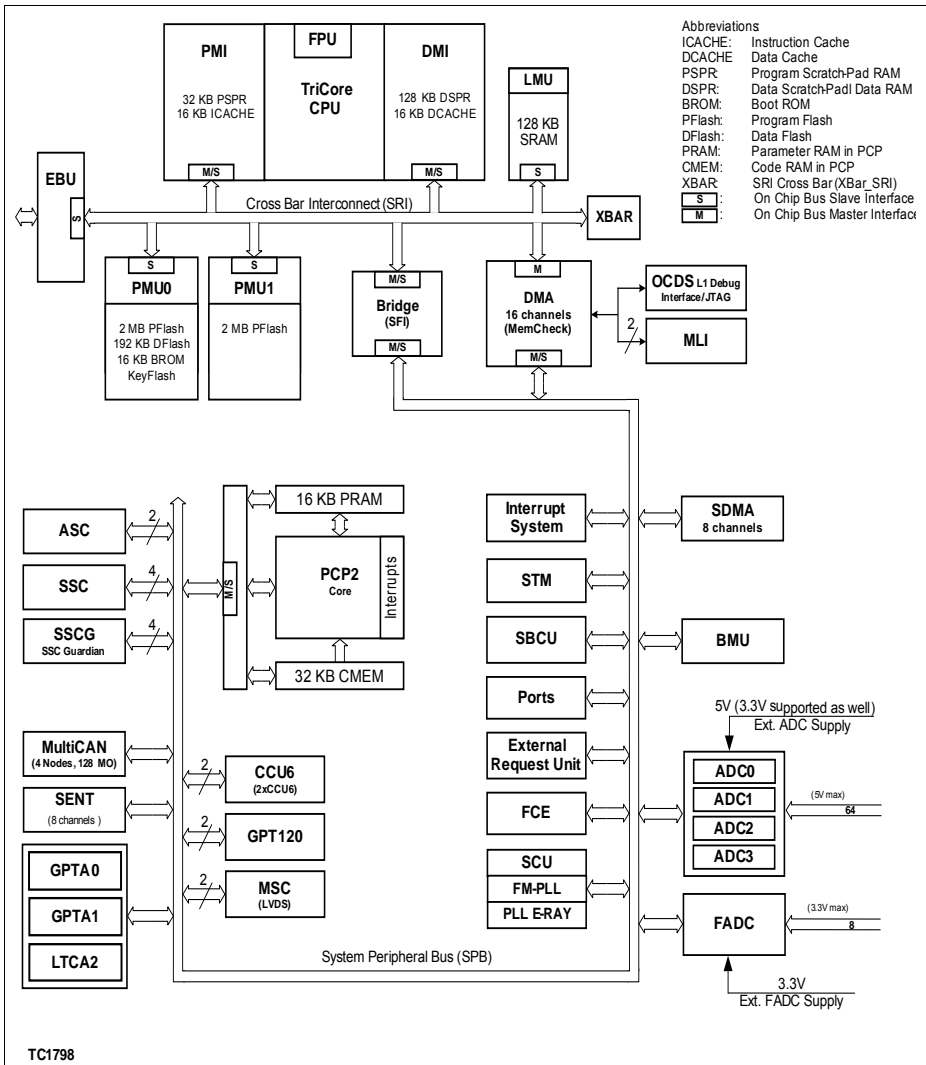 Abbreviations
ICACHE: Instruction Cache
DCACHE Data Cache
PSPR: Program Scratch-Pad RAM
DSPR: Data Scratch-Padl Data RAM
BROM: Boot ROM
PFlash: Program Flash
DFlash: Data Flash
PRAM: Parameter RAM in PCP
CMEM: Code RAM in PCP
XBAR: SRI Cross Bar (XBar_SRI)
S : On Chip Bus Slave Interface
M : On Chip Bus Master Interface
PMI
32 KB PSPR
16 KB ICACHE
M/S
FPU
TriCore
CPU
DMI
128 KB DSPR
16 KB DCACHE
M/S
LMU
128 KB
SRAM
S
EBU
S
Cross Bar Interconnect (SRI)
XBAR
S
PMU0
2 MB PFlash
192 KB DFlash
16 KB BROM
KeyFlash
S
PMU1
2 MB PFlash
M/S
Bridge
(SFI)
M/S
M
DMA
16 channels
(MemCheck)
M/S
OCDS L1 Debug
Interface/JTAG
2
MLI
ASC
2
SSC
4
SSCG
SSC Guardian
4
M/S
16 KB PRAM
PCP2
Core
Interrupts
32 KB CMEM
Interrupt
System
SDMA
8 channels
STM
SBCU
BMU
Ports
External
Request Unit
FCE
SCU
FM-PLL
PLL E-RAY
5V (3.3V supported as well)
Ext. ADC Supply
ADC0
ADC1
ADC2
ADC3
(5V max)
64
FADC
(3.3V max)
8
3.3V
Ext. FADC Supply
MultiCAN
(4 Nodes, 128 MO)
SENT
(8 channels )
GPTA0
GPTA1
LTCA2
2
CCU6
(2xCCU6)
2
GPT120
2
MSC
(LVDS)
System Peripheral Bus (SPB)
TC1798